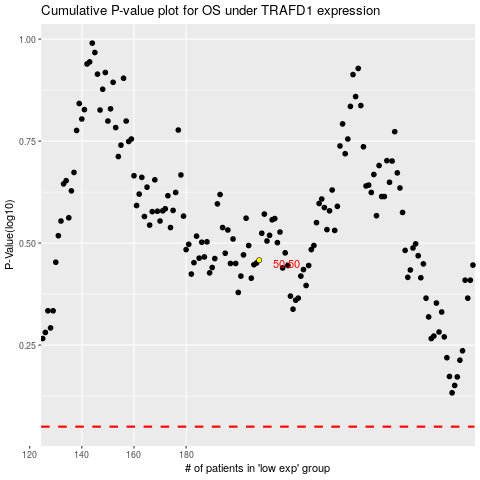 Cumulative P-value plot for OS under TRAFD1 expression
1.00
0.75
0.50
0.25
P-Value(log10)
50:50
120 140 160 180
# of patients in 'low exp' group